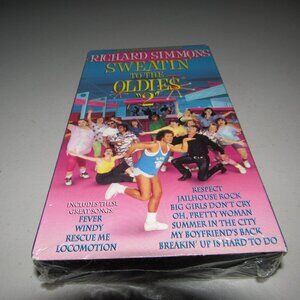 RICHARD SIMMONS
SWEATIN'
TO THE
OLDIES
"2"
INCLUDES THESE
GREAT SONGS:
FEVER
WINDY
RESCUE ME
LOCOMOTION
RESPECT
JAILHOUSE ROCK
BIG GIRLS DON'T CRY
OH, PRETTY WOMAN
SUMMER IN THE CITY
MY BOYFRIEND'S BACK
BREAKIN' UP IS HARD TO DO